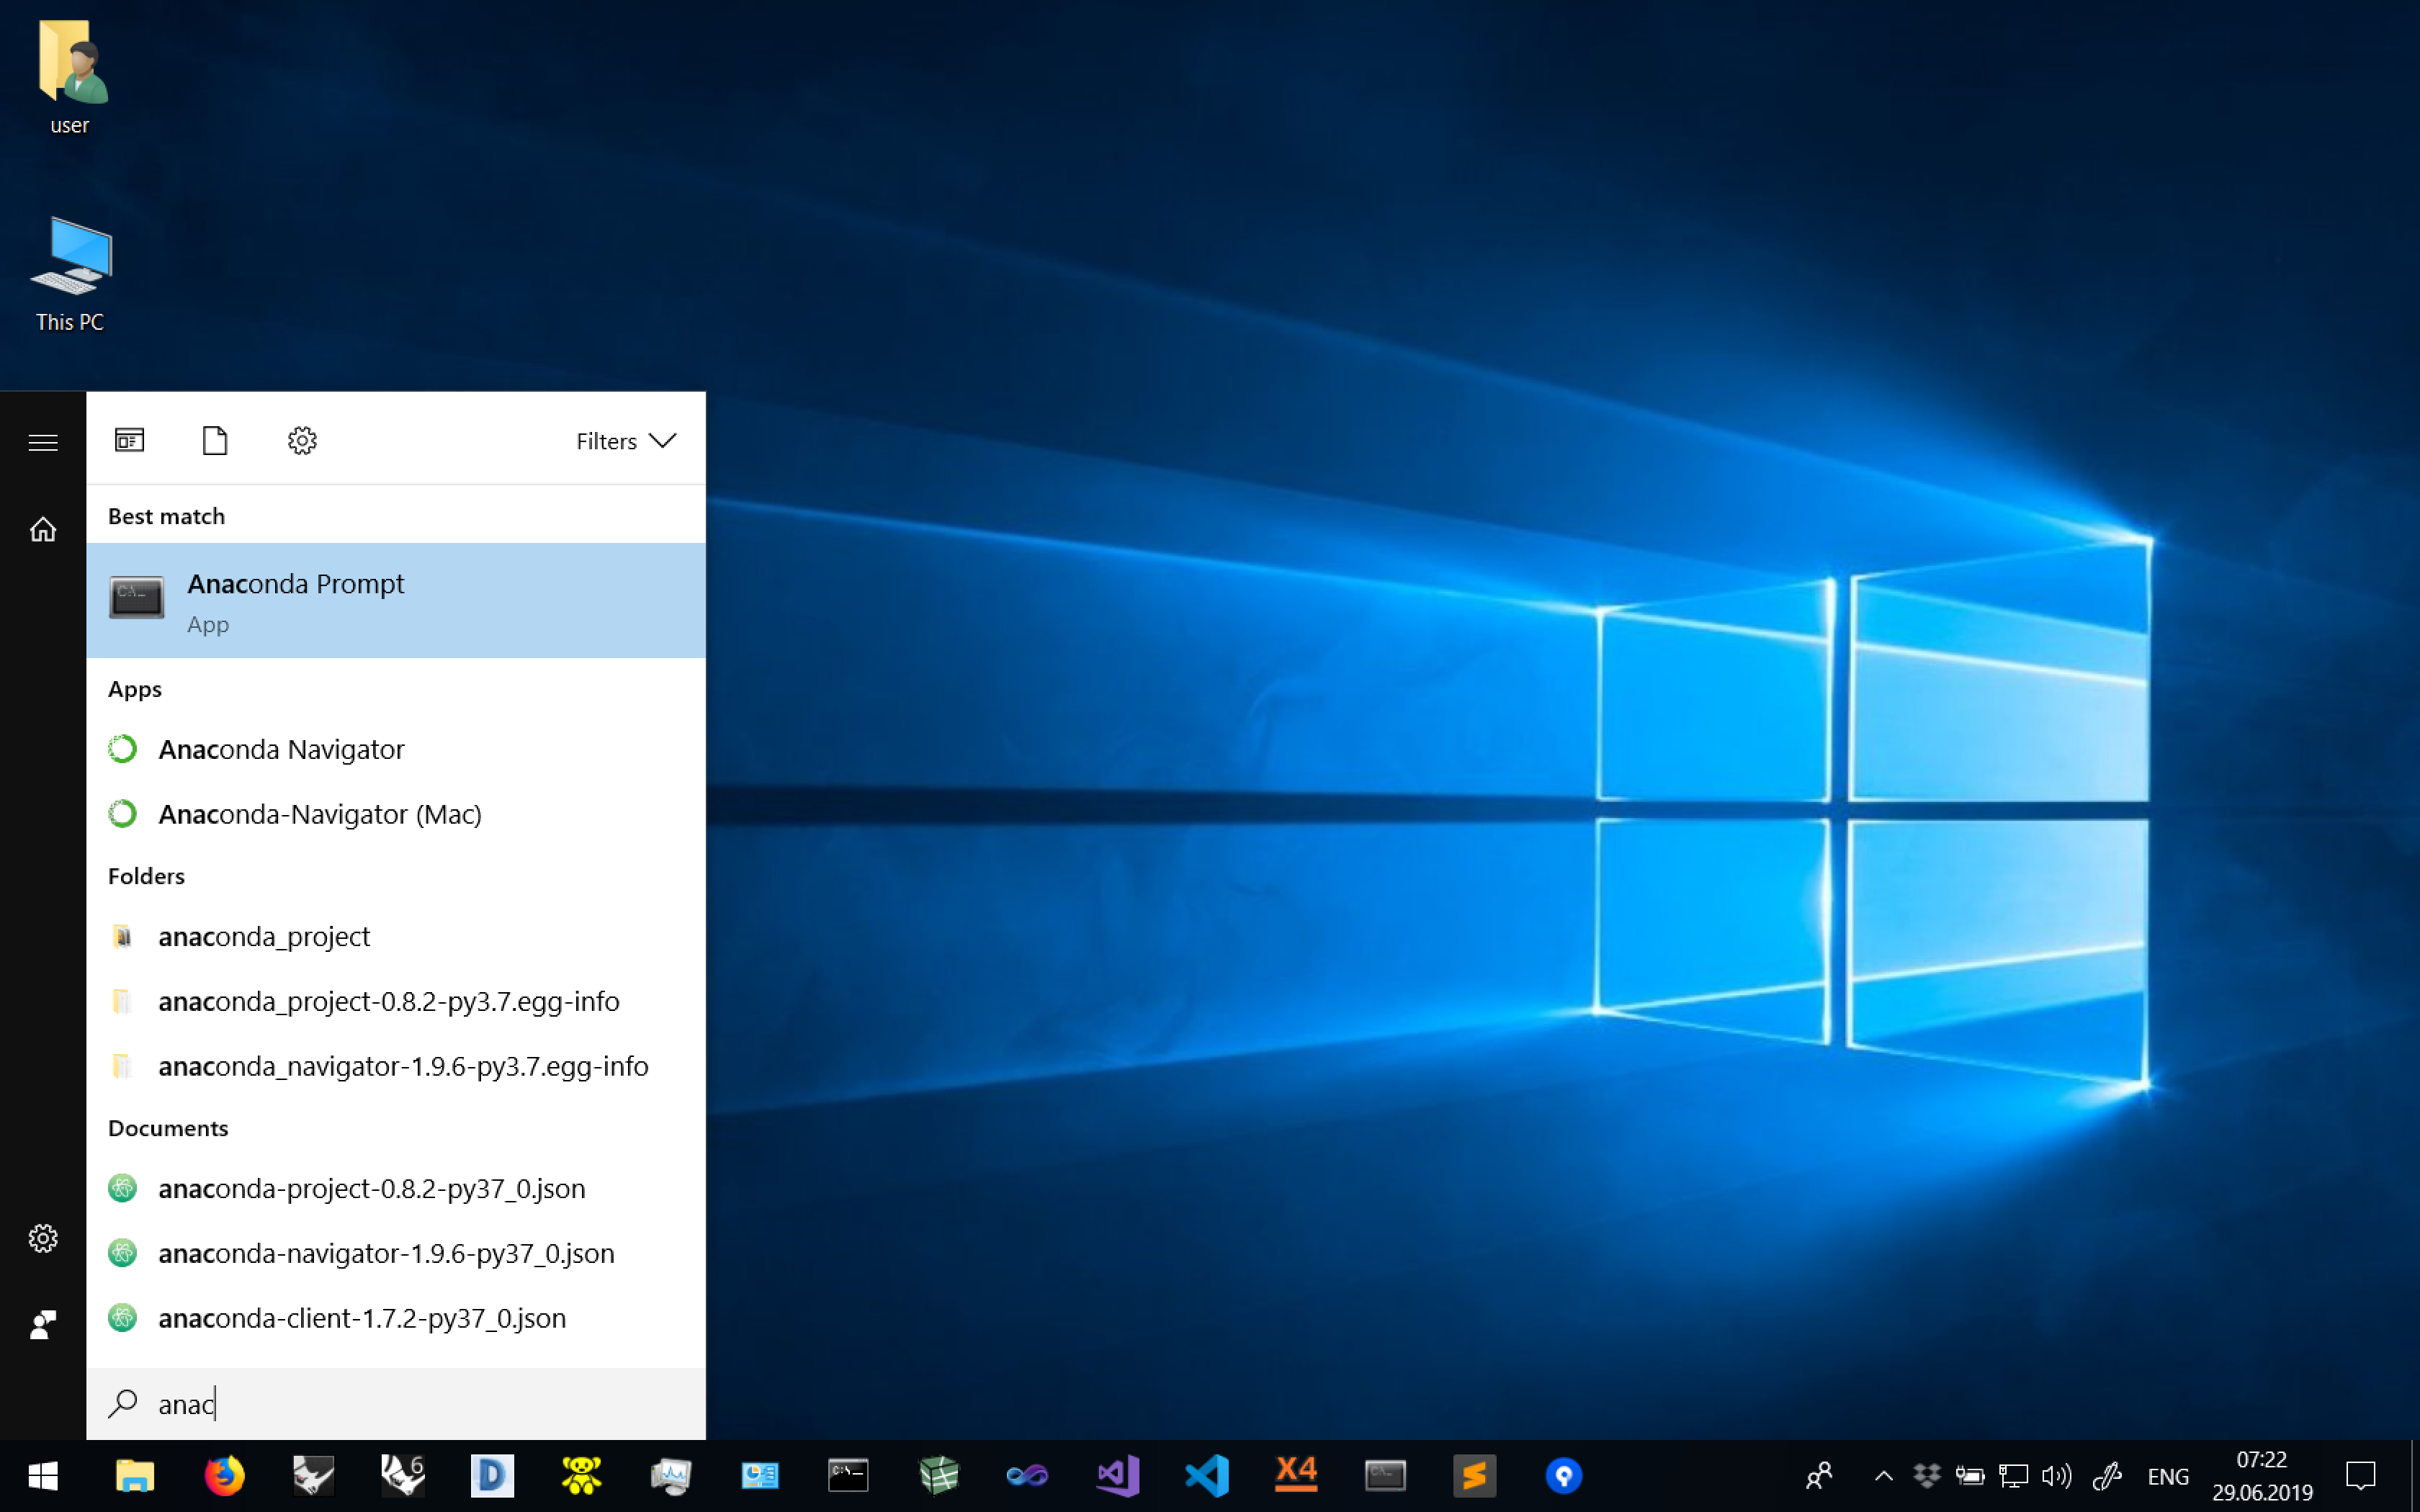 user
This PC
Filters
Best match
Anaconda Prompt
App
Apps
Anaconda Navigator
Anaconda-Navigator (Mac)
Folders
anaconda_project
anaconda_project-0.8.2-py3.7.egg-info
anaconda_navigator-1.9.6-py3.7.egg-info
Documents
anaconda-project-0.8.2-py37_0.json
anaconda-navigator-1.9.6-py37_0.json
anaconda-client-1.7.2-py37_0.json
anac
6
D
C:\_
X4
ENG
07:22
29.06.2019